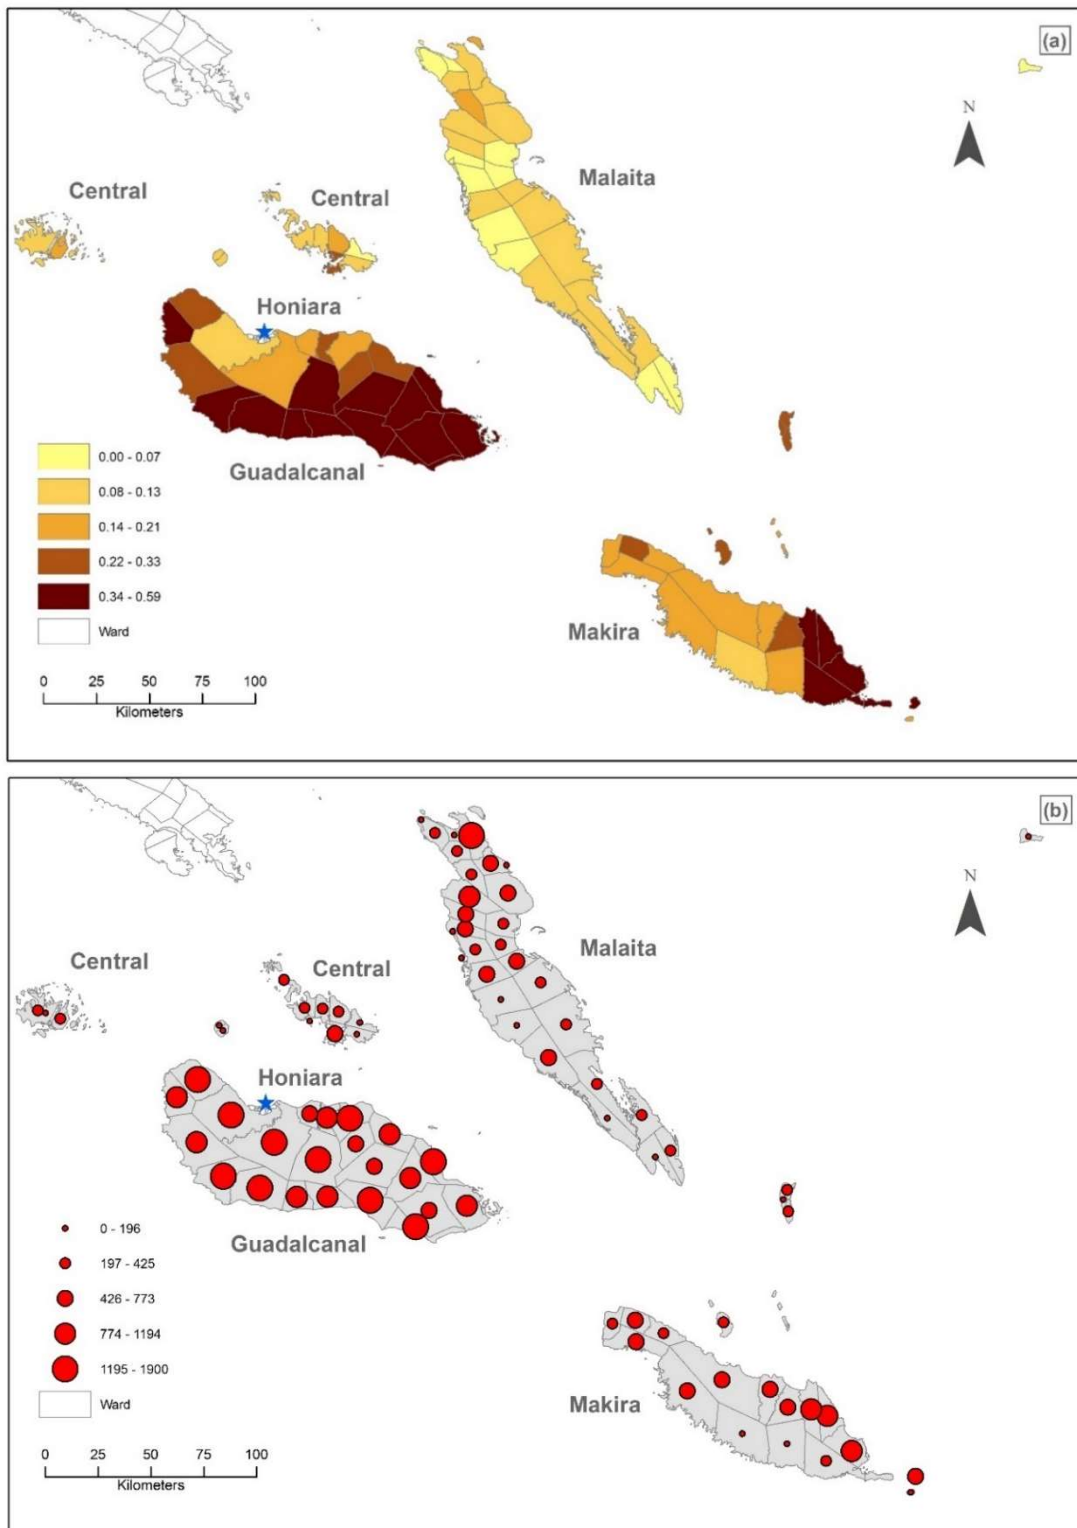 (a)
N
Central
Central
Malaita
Honiara
Guadalcanal
0.00 - 0.07
0.08 - 0.13
0.14 - 0.21
0.22 - 0.33
0.34 - 0.59
Ward
Makira
0 25 50 75 100
Kilometers
(b)
N
Central
Central
Malaita
Honiara
Guadalcanal
0 - 196
197 - 425
426 - 773
774 - 1194
1195 - 1900
Ward
Makira
0 25 50 75 100
Kilometers